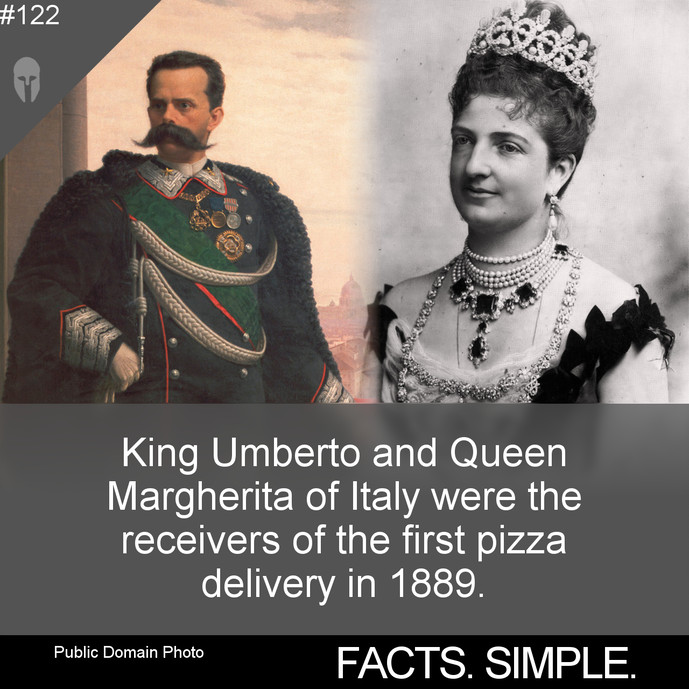 #122
King Umberto and Queen
Margherita of Italy were the
receivers of the first pizza
delivery in 1889.
Public Domain Photo
FACTS. SIMPLE.